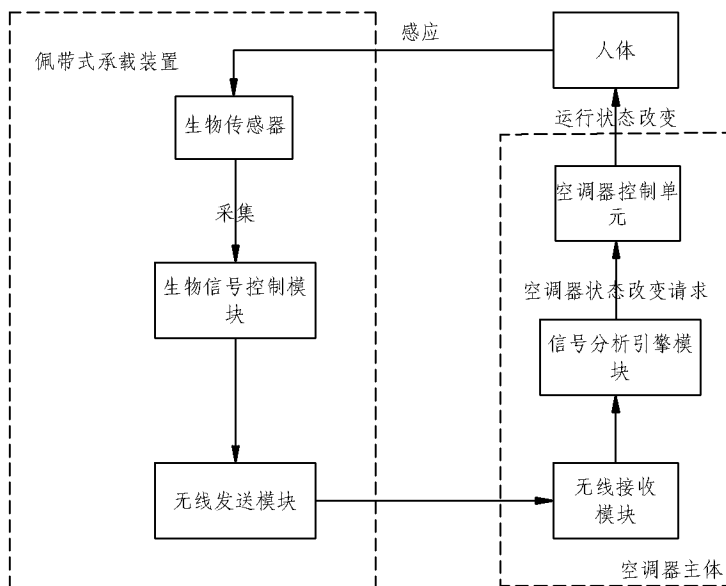 感应
人体
佩带式承载装置
生物传感器
运行状态改变
空调器控制单
元
采集
生物信号控制模
块
空调器状态改变请求
信号分析引擎模
块
无线发送模块
无线接收
模块
空调器主体